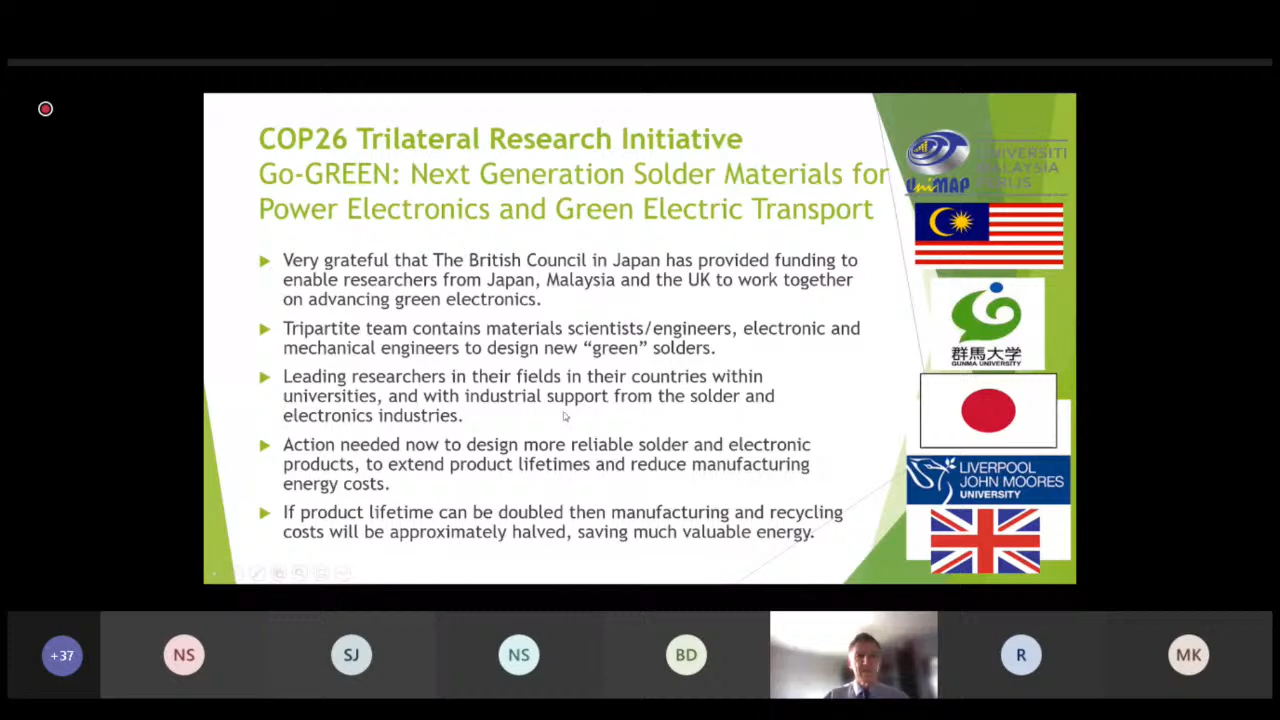 COP26 Trilateral Research Initiative
Go-GREEN: Next Generation Solder Materials for
Power Electronics and Green Electric Transport
Very grateful that The British Council in Japan has provided funding to
enable researchers from Japan, Malaysia and the UK to work together
on advancing green electronics.
Tripartite team contains materials scientists/engineers, electronic and
mechanical engineers to design new “green” solders.
Leading researchers in their fields in their countries within
universities, and with industrial support from the solder and
electronics industries.
Action needed now to design more reliable solder and electronic
products, to extend product lifetimes and reduce manufacturing
energy costs.
If product lifetime can be doubled then manufacturing and recycling
costs will be approximately halved, saving much valuable energy.
UniMAP
UNIVERSITI
MALAYSIA
群馬大学
GUNMA UNIVERSITY
LIVERPOOL
JOHN MOORES
UNIVERSITY
+37
NS
SJ
NS
BD
R
MK